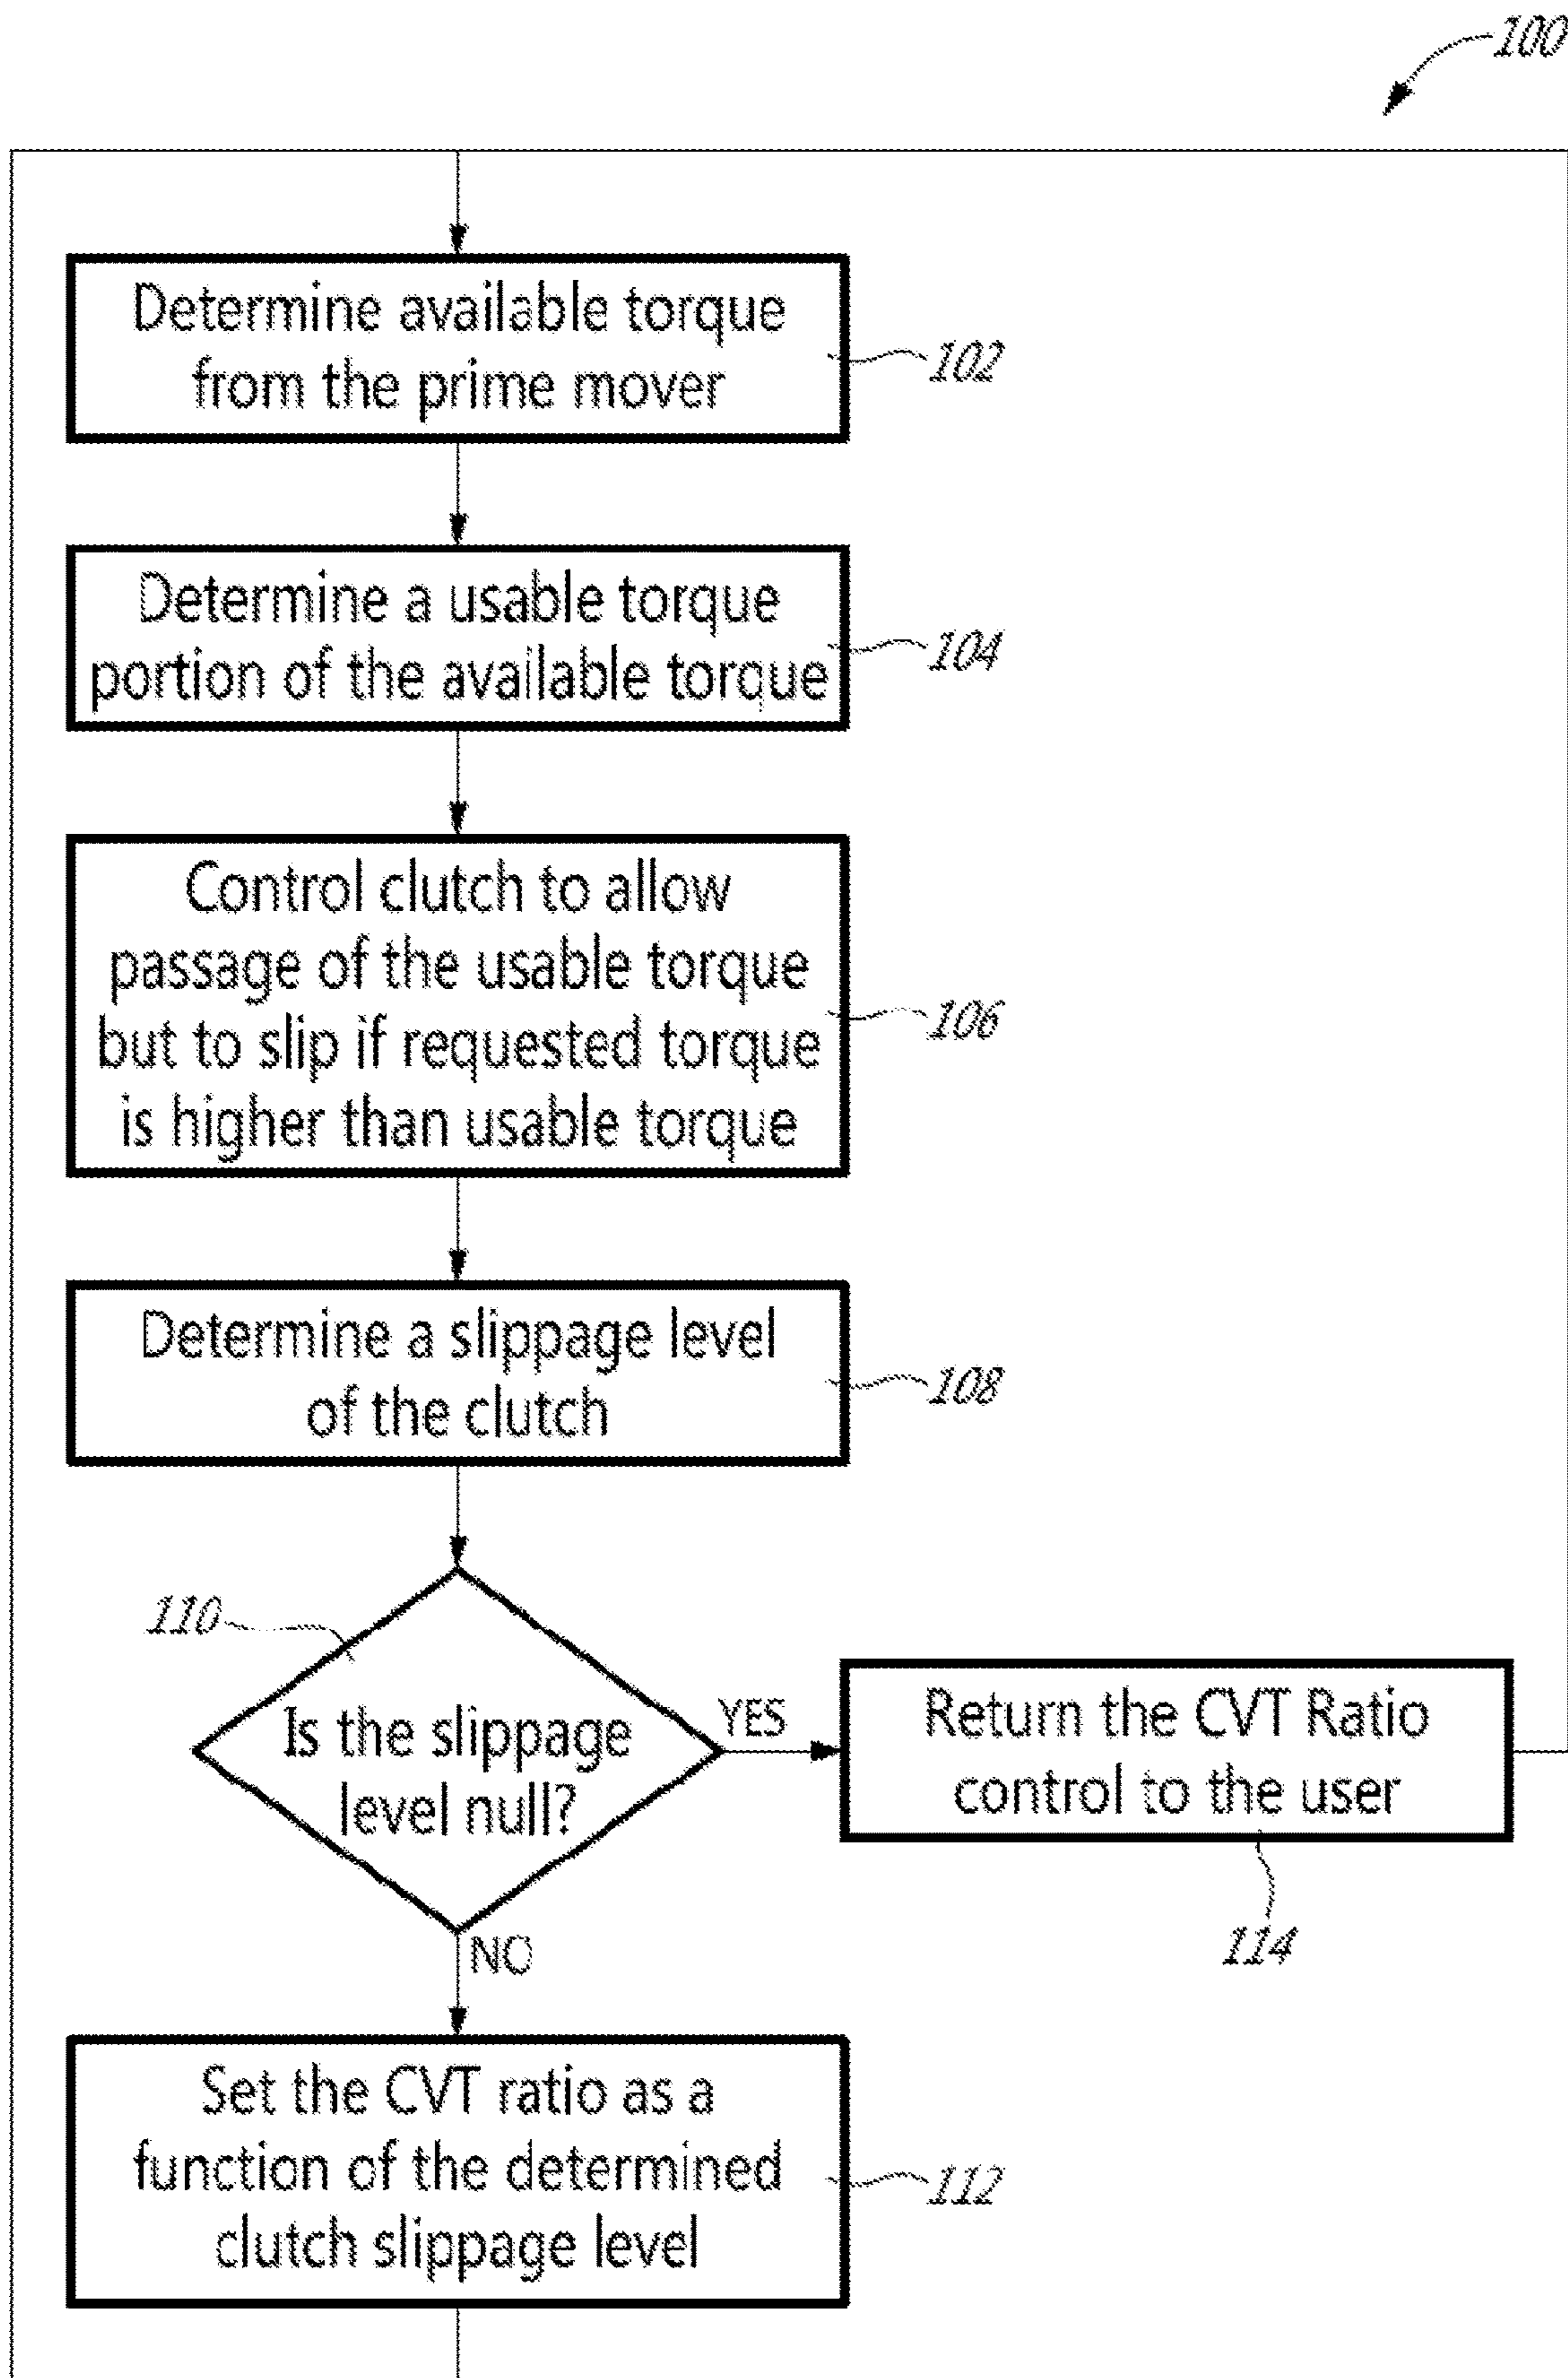 100
Determine available torque
from the prime mover
102
Determine a usable torque
portion of the available torque
104
Control clutch to allow
passage of the usable torque
but to slip if requested torque
is higher than usable torque
106
Determine a slippage level
of the clutch
108
110
Is the slippage
level null?
YES
Return the CVT Ratio
control to the user
114
NO
Set the CVT ratio as a
function of the determined
clutch slippage level
112